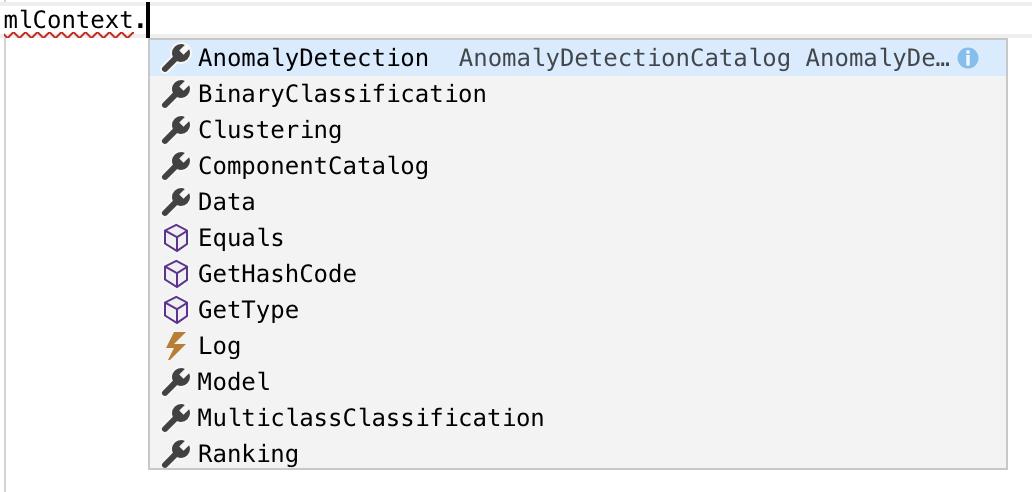 mlContext.
AnomalyDetection AnomalyDetectionCatalog AnomalyDe…
BinaryClassification
Clustering
ComponentCatalog
Data
Equals
GetHashCode
GetType
Log
Model
MulticlassClassification
Ranking